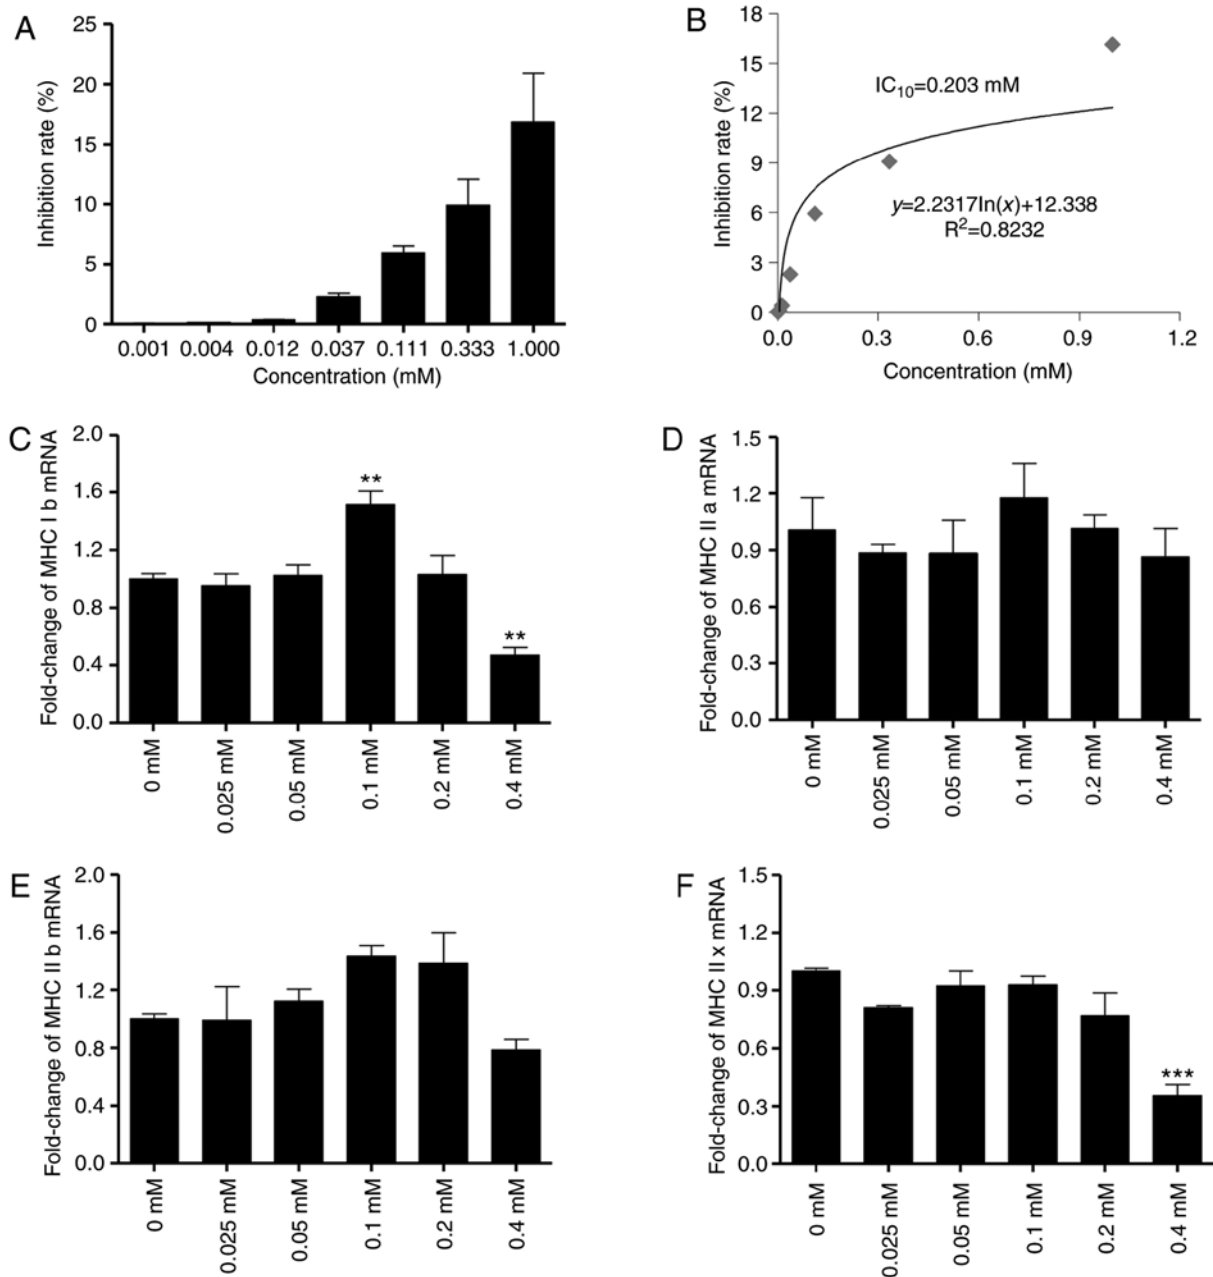 A
Inhibition rate (%)
25
20
15
10
5
0
0.001 0.004 0.012 0.037 0.111 0.333 1.000
Concentration (mM)
B
Inhibition rate (%)
18
15
12
9
6
3
0
IC10=0.203 mM
y=2.2317ln(x)+12.338
R2=0.8232
0.0 0.3 0.6 0.9 1.2
Concentration (mM)
C
Fold-change of MHC I b mRNA
2.0
1.6
1.2
0.8
0.4
0.0
**
**
0 mM
0.025 mM
0.05 mM
0.1 mM
0.2 mM
0.4 mM
D
Fold-change of MHC II a mRNA
1.5
1.2
0.9
0.6
0.3
0.0
0 mM
0.025 mM
0.05 mM
0.1 mM
0.2 mM
0.4 mM
E
Fold-change of MHC II b mRNA
2.0
1.6
1.2
0.8
0.4
0.0
0 mM
0.025 mM
0.05 mM
0.1 mM
0.2 mM
0.4 mM
F
Fold-change of MHC II x mRNA
1.5
1.2
0.9
0.6
0.3
0.0
***
0 mM
0.025 mM
0.05 mM
0.1 mM
0.2 mM
0.4 mM